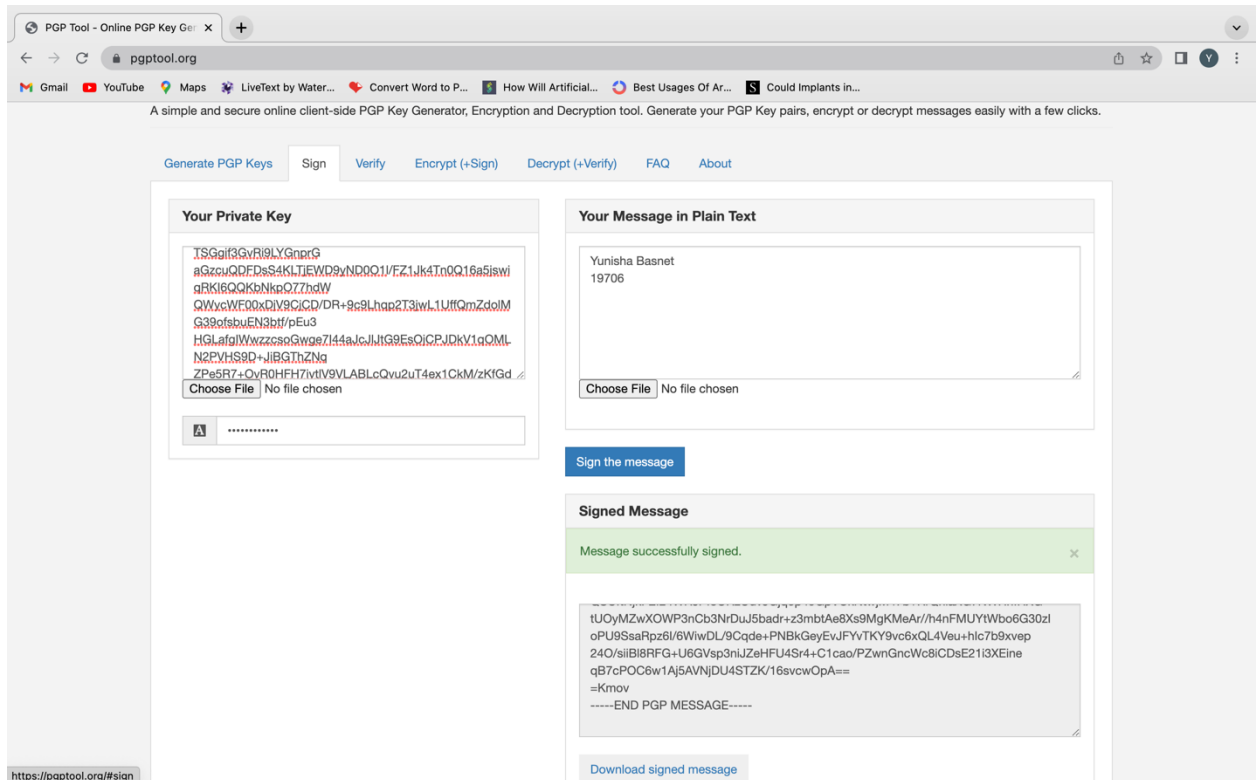 PGP Tool - Online PGP Key Ger
pgptool.org
Gmail YouTube Maps LiveText by Water... Convert Word to P... How Will Artificial... Best Usages Of Ar... Could Implants in...
A simple and secure online client-side PGP Key Generator, Encryption and Decryption tool. Generate your PGP Key pairs, encrypt or decrypt messages easily with a few clicks.
Generate PGP Keys Sign Verify Encrypt (+Sign) Decrypt (+Verify) FAQ About
Your Private Key
TSGgif3GvRi9LYGnprG
aGzcuQDFDsS4KLTjEWD9yND0O1l/FZ1Jk4Tn0Q16a5jswj
qRKl6QQKbNkpO77hdW
QWycWF00xDjV9CjCD/DR+9c9Lhqp2T3jwL1UffQmZdolM
G39ofsbuEN3btf/pEu3
HGLafglWwzzcsoGwge7I44aJcJlJtG9EsOjCPJDkV1qOML
N2PVHS9D+JiBGThZNg
ZPe5R7+OvR0HFH7ivtlV9VLABLcQvu2uT4ex1CkM/zKfGd
Choose File No file chosen
Your Message in Plain Text
Yunisha Basnet
19706
Choose File No file chosen
Sign the message
Signed Message
Message successfully signed.
tUOyMZwXOWP3nCb3NrDuJ5badr+z3mbtAe8Xs9MgKMeAr//h4nFMUYtWbo6G30zI
oPU9SsaRpz6I/6WiwDL/9Cqde+PNBkGeyEvJFYvTKY9vc6xQL4Veu+hlc7b9xvep
24O/siiBl8RFG+U6GVsp3niJZeHFU4Sr4+C1cao/PZwnGncWc8iCDsE21i3XEine
qB7cPOC6w1Aj5AVNjDU4STZK/16svcwOpA==
=Kmov
-----END PGP MESSAGE-----
Download signed message
https://pgptool.org/#sign